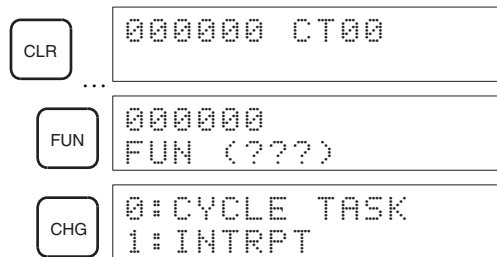 CLR
000000 CT00
...
FUN
000000
FUN (???)
CHG
0:CYCLE TASK
1:INTRPT